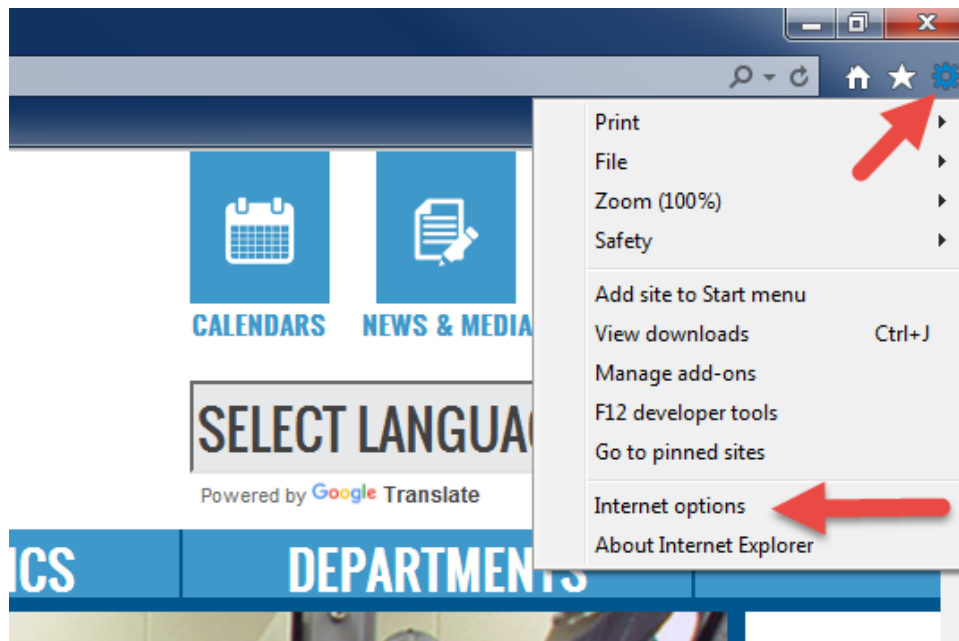 Print
File
Zoom (100%)
Safety
Add site to Start menu
View downloads Ctrl+J
Manage add-ons
F12 developer tools
Go to pinned sites
Internet options
About Internet Explorer
CALENDARS NEWS & MEDIA
SELECT LANGUA
Powered by Google Translate
ICS DEPARTMENTS